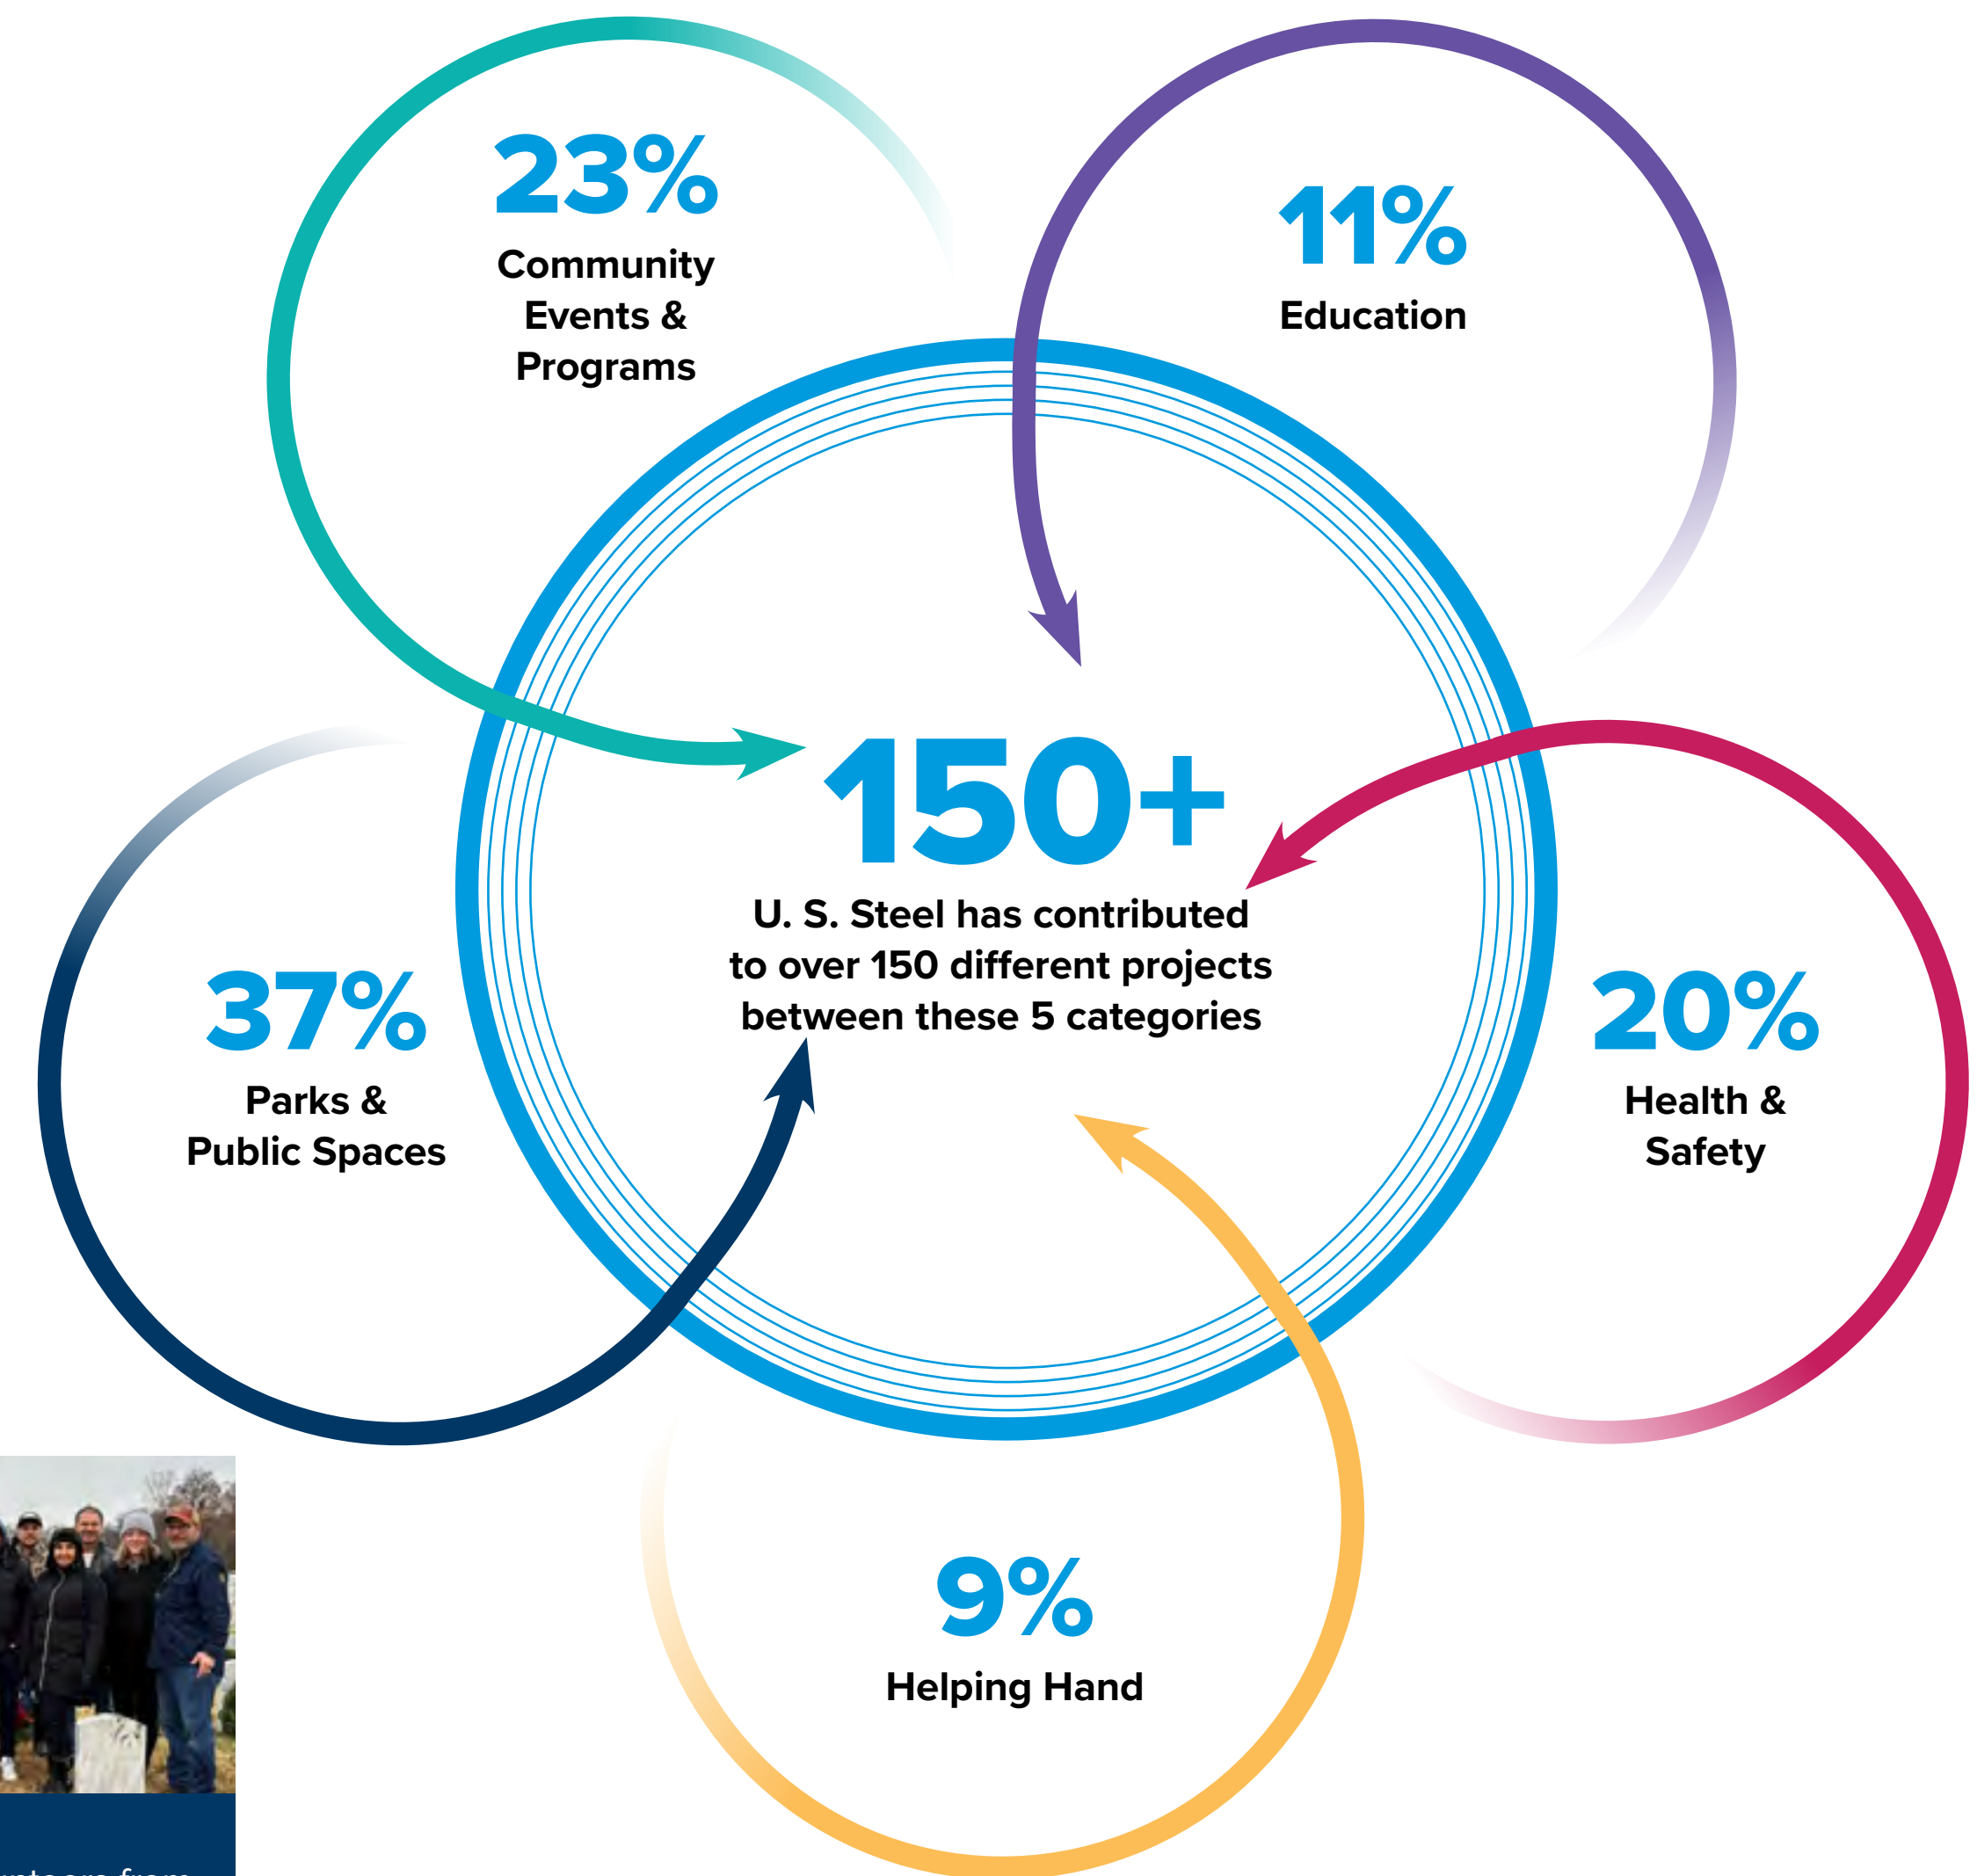 23%
Community
Events &
Programs
11%
Education
150+
U. S. Steel has contributed
to over 150 different projects
between these 5 categories
37%
Parks &
Public Spaces
20%
Health &
Safety
9%
Helping Hand
from